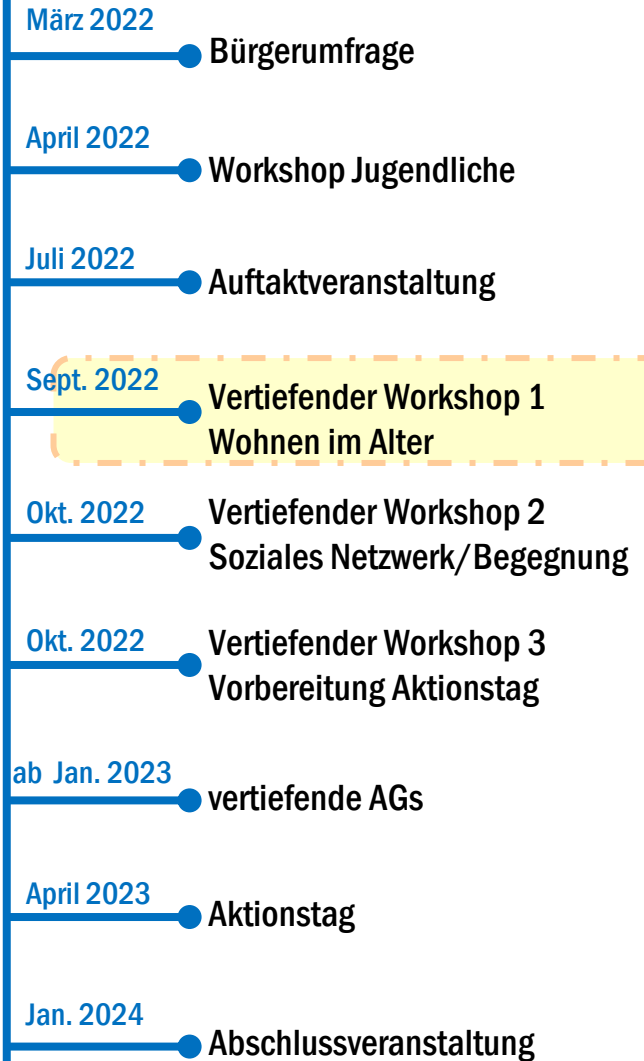 März 2022
Bürgerumfrage
April 2022
Workshop Jugendliche
Juli 2022
Auftaktveranstaltung
Sept. 2022
Vertiefender Workshop 1
Wohnen im Alter
Okt. 2022
Vertiefender Workshop 2
Soziales Netzwerk/Begegnung
Okt. 2022
Vertiefender Workshop 3
Vorbereitung Aktionstag
ab Jan. 2023
vertiefende AGs
April 2023
Aktionstag
Jan. 2024
Abschlussveranstaltung